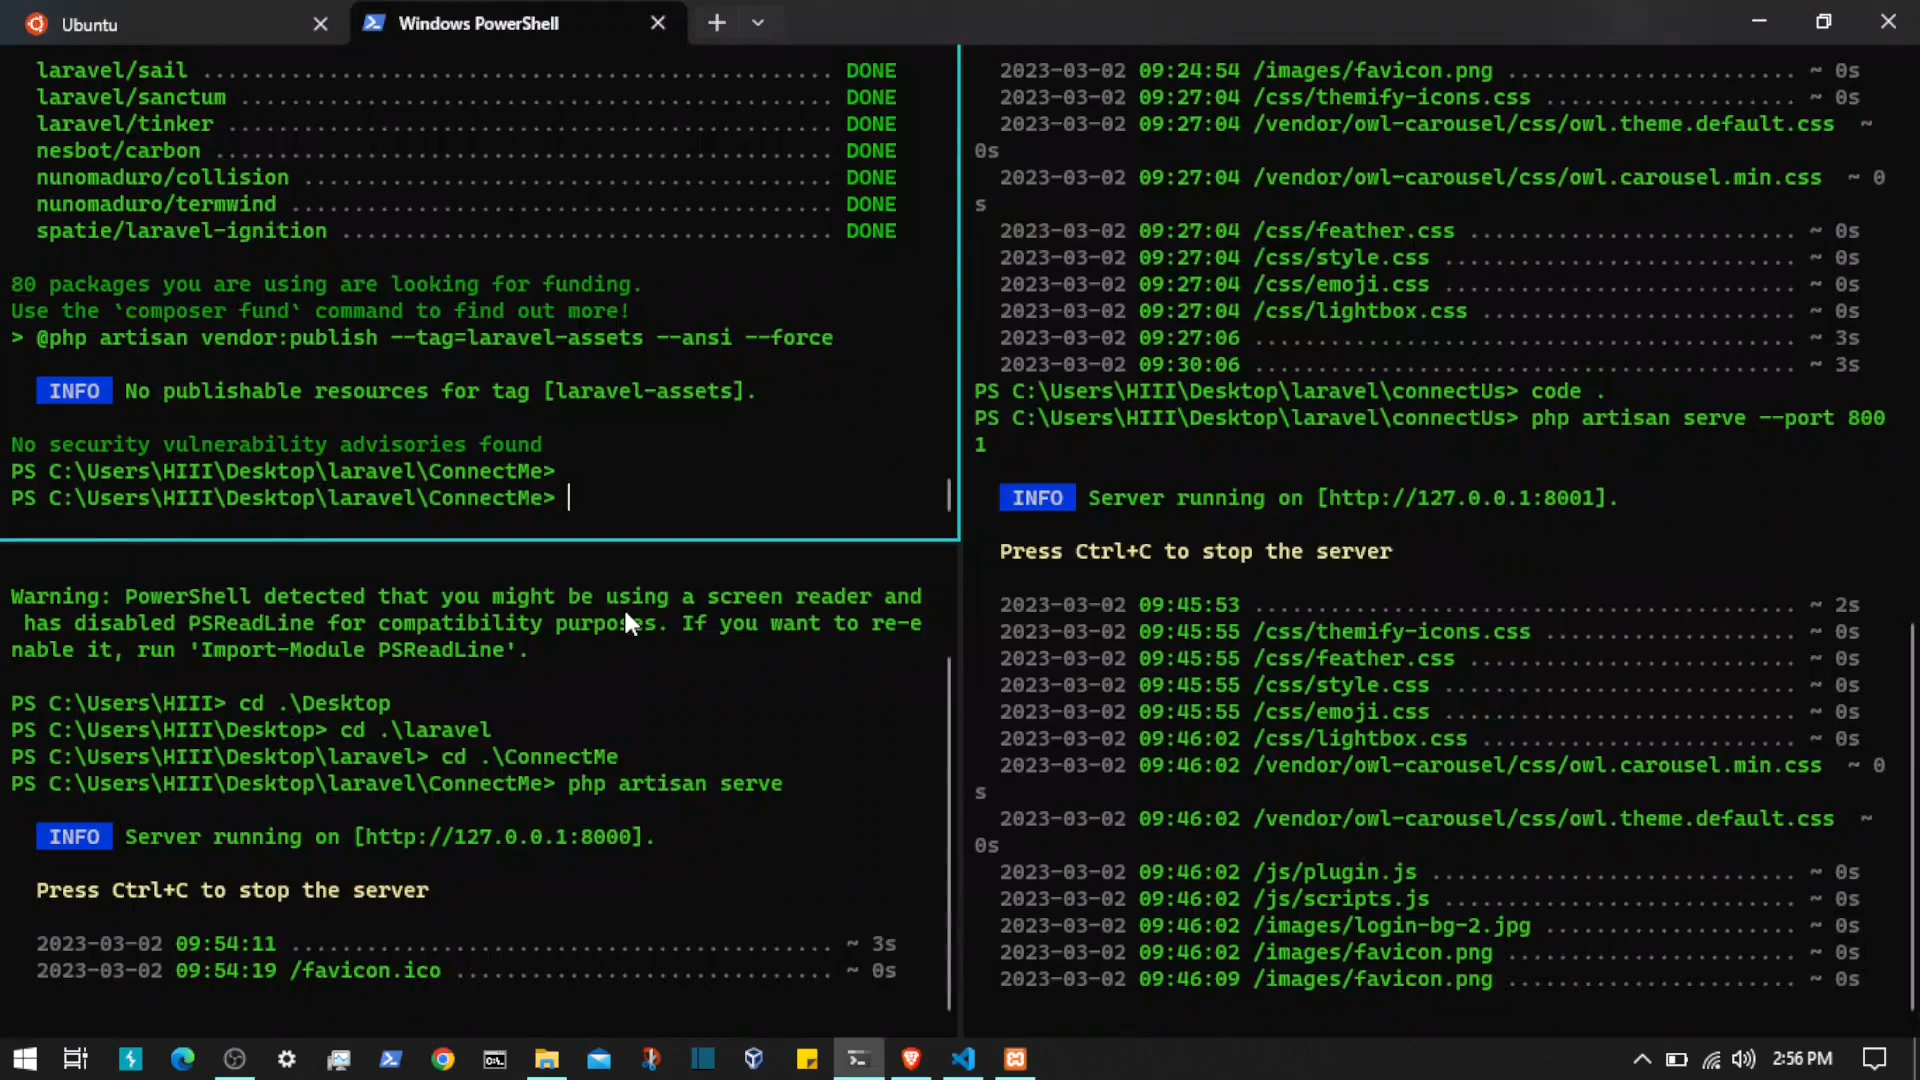 Ubuntu
Windows PowerShell
laravel/sail .................................................. DONE
laravel/sanctum ............................................... DONE
laravel/tinker ................................................ DONE
nesbot/carbon ................................................. DONE
nunomaduro/collision .......................................... DONE
nunomaduro/termwind ........................................... DONE
spatie/laravel-ignition ....................................... DONE
80 packages you are using are looking for funding.
Use the `composer fund` command to find out more!
> @php artisan vendor:publish --tag=laravel-assets --ansi --force
INFO No publishable resources for tag [laravel-assets].
No security vulnerability advisories found
PS C:\Users\HIII\Desktop\laravel\ConnectMe>
PS C:\Users\HIII\Desktop\laravel\ConnectMe>
Warning: PowerShell detected that you might be using a screen reader and
has disabled PSReadLine for compatibility purposes. If you want to re-e
nable it, run 'Import-Module PSReadLine'.
PS C:\Users\HIII> cd .\Desktop
PS C:\Users\HIII\Desktop> cd .\laravel
PS C:\Users\HIII\Desktop\laravel> cd .\ConnectMe
PS C:\Users\HIII\Desktop\laravel\ConnectMe> php artisan serve
INFO Server running on [http://127.0.0.1:8000].
Press Ctrl+C to stop the server
2023-03-02 09:54:11 ............................................ ~ 3s
2023-03-02 09:54:19 /favicon.ico .............................. ~ 0s
2023-03-02 09:24:54 /images/favicon.png ....................... ~ 0s
2023-03-02 09:27:04 /css/themify-icons.css .................... ~ 0s
2023-03-02 09:27:04 /vendor/owl-carousel/css/owl.theme.default.css ~
0s
2023-03-02 09:27:04 /vendor/owl-carousel/css/owl.carousel.min.css ~ 0
s
2023-03-02 09:27:04 /css/feather.css .......................... ~ 0s
2023-03-02 09:27:04 /css/style.css ............................ ~ 0s
2023-03-02 09:27:04 /css/emoji.css ............................ ~ 0s
2023-03-02 09:27:04 /css/lightbox.css ......................... ~ 0s
2023-03-02 09:27:06 ........................................... ~ 3s
2023-03-02 09:30:06 ........................................... ~ 3s
PS C:\Users\HIII\Desktop\laravel\connectUs> code .
PS C:\Users\HIII\Desktop\laravel\connectUs> php artisan serve --port 800
1
INFO Server running on [http://127.0.0.1:8001].
Press Ctrl+C to stop the server
2023-03-02 09:45:53 ........................................... ~ 2s
2023-03-02 09:45:55 /css/themify-icons.css .................... ~ 0s
2023-03-02 09:45:55 /css/feather.css .......................... ~ 0s
2023-03-02 09:45:55 /css/style.css ............................ ~ 0s
2023-03-02 09:45:55 /css/emoji.css ............................ ~ 0s
2023-03-02 09:46:02 /css/lightbox.css ......................... ~ 0s
2023-03-02 09:46:02 /vendor/owl-carousel/css/owl.carousel.min.css ~ 0
s
2023-03-02 09:46:02 /vendor/owl-carousel/css/owl.theme.default.css ~
0s
2023-03-02 09:46:02 /js/plugin.js ............................. ~ 0s
2023-03-02 09:46:02 /js/scripts.js ............................ ~ 0s
2023-03-02 09:46:02 /images/login-bg-2.jpg .................... ~ 0s
2023-03-02 09:46:02 /images/favicon.png ....................... ~ 0s
2023-03-02 09:46:09 /images/favicon.png ....................... ~ 0s
2:56 PM